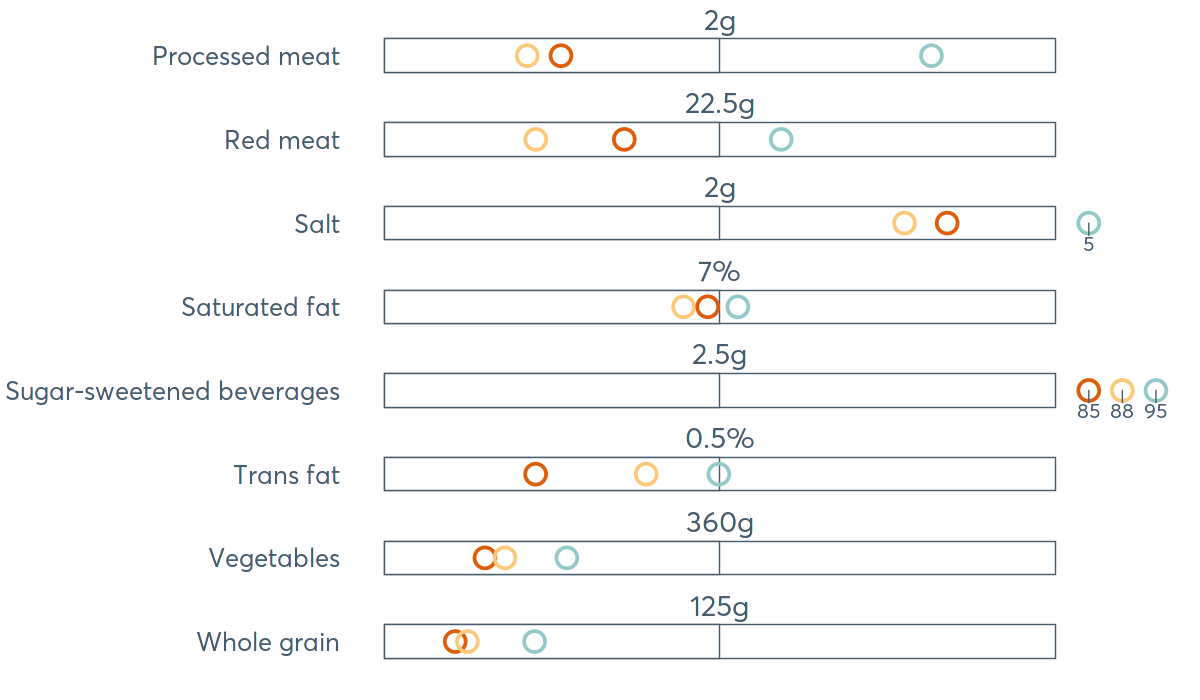 2g
Processed meat
22.5g
Red meat
2g
Salt
5
7%
Saturated fat
2.5g
Sugar-sweetened beverages
85 88 95
0.5%
Trans fat
360g
Vegetables
125g
Whole grain